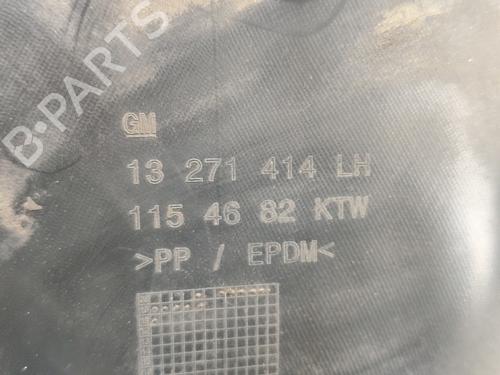 B-PARTS
GM
13 271 414 LH
115 46 82 KTW
>PP / EPDM<